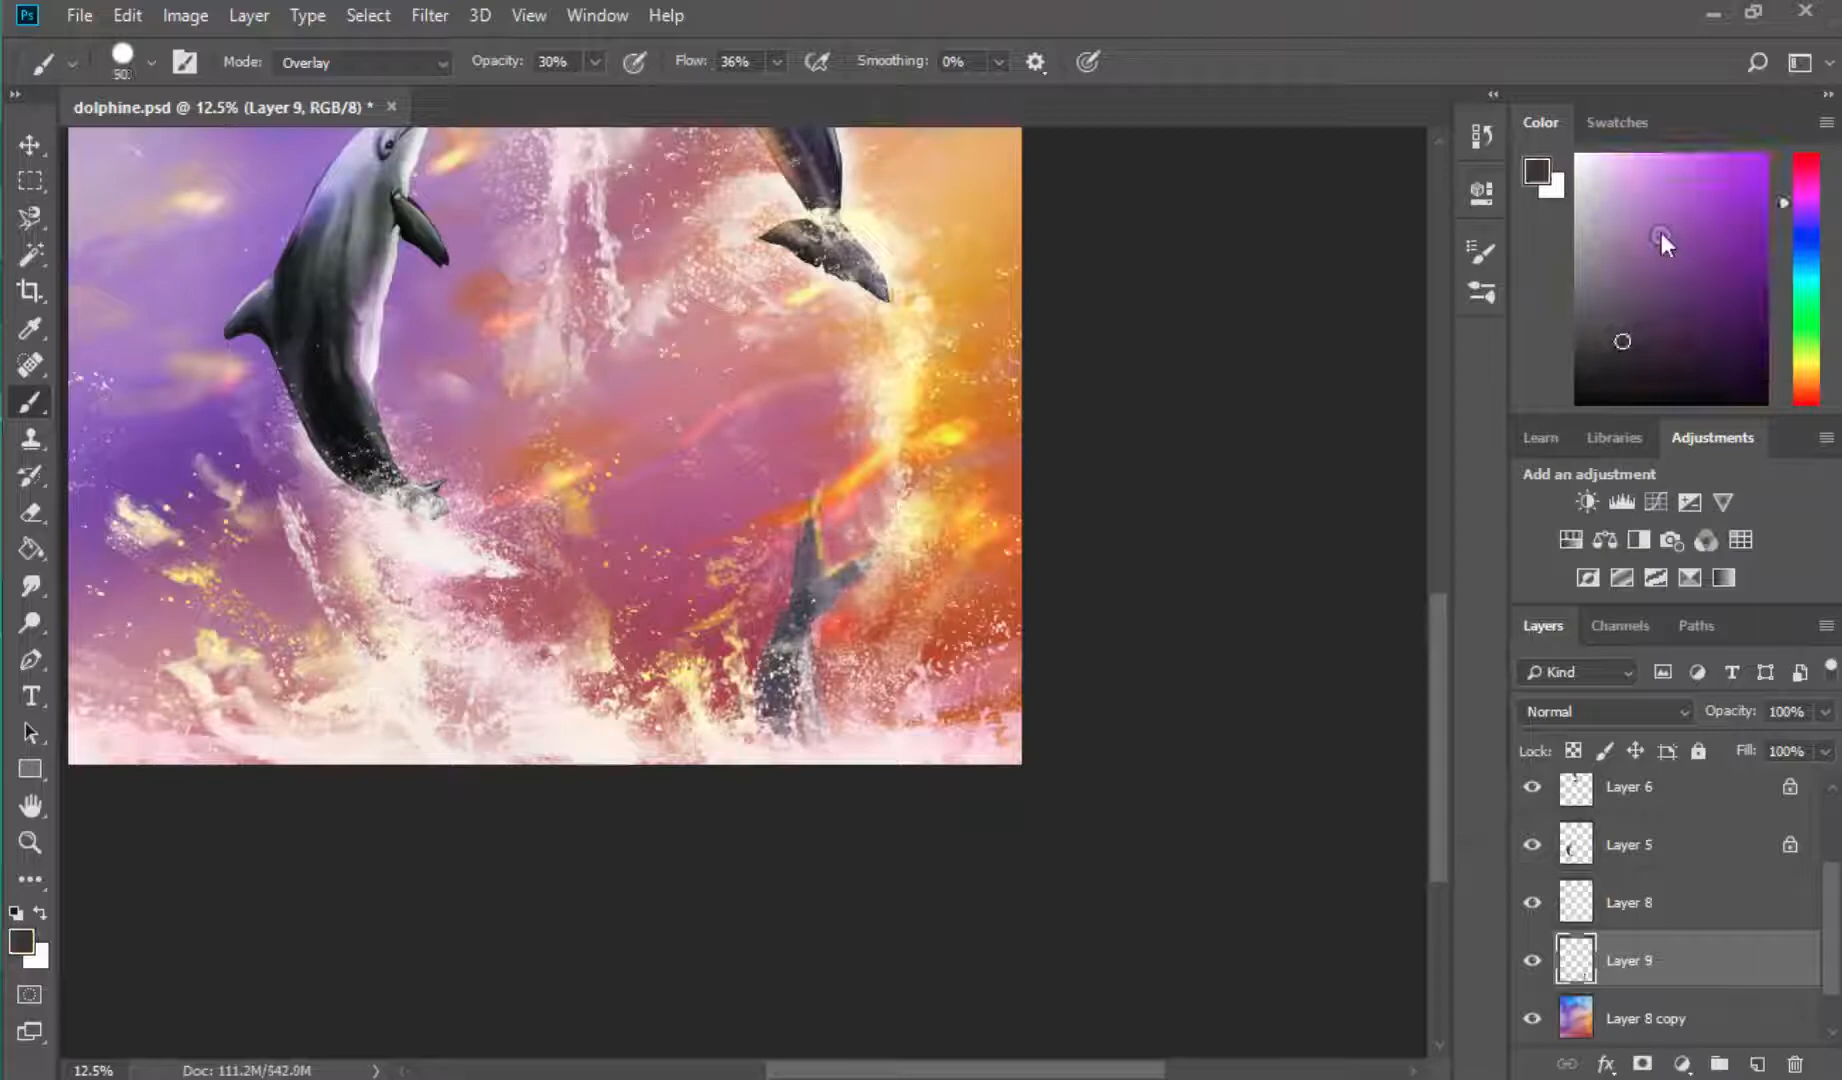 Ps File Edit Image Layer Select Filter 3D View Window Help
Mode: Overlay Opacity: 30% Flow: 36% Smoothing: 0%
dolphine.psd @ 12.5% (Layer 9, RGB/8) *
Color Swatches
Learn Libraries Adjustments
Add an adjustment
Layers Channels Paths
Kind
Normal Opacity: 100%
Lock: Fill: 100%
Layer 6
Layer 5
Layer 8
Layer 9
Layer 8 copy
12.5% Doc: 111.2M/542.9M